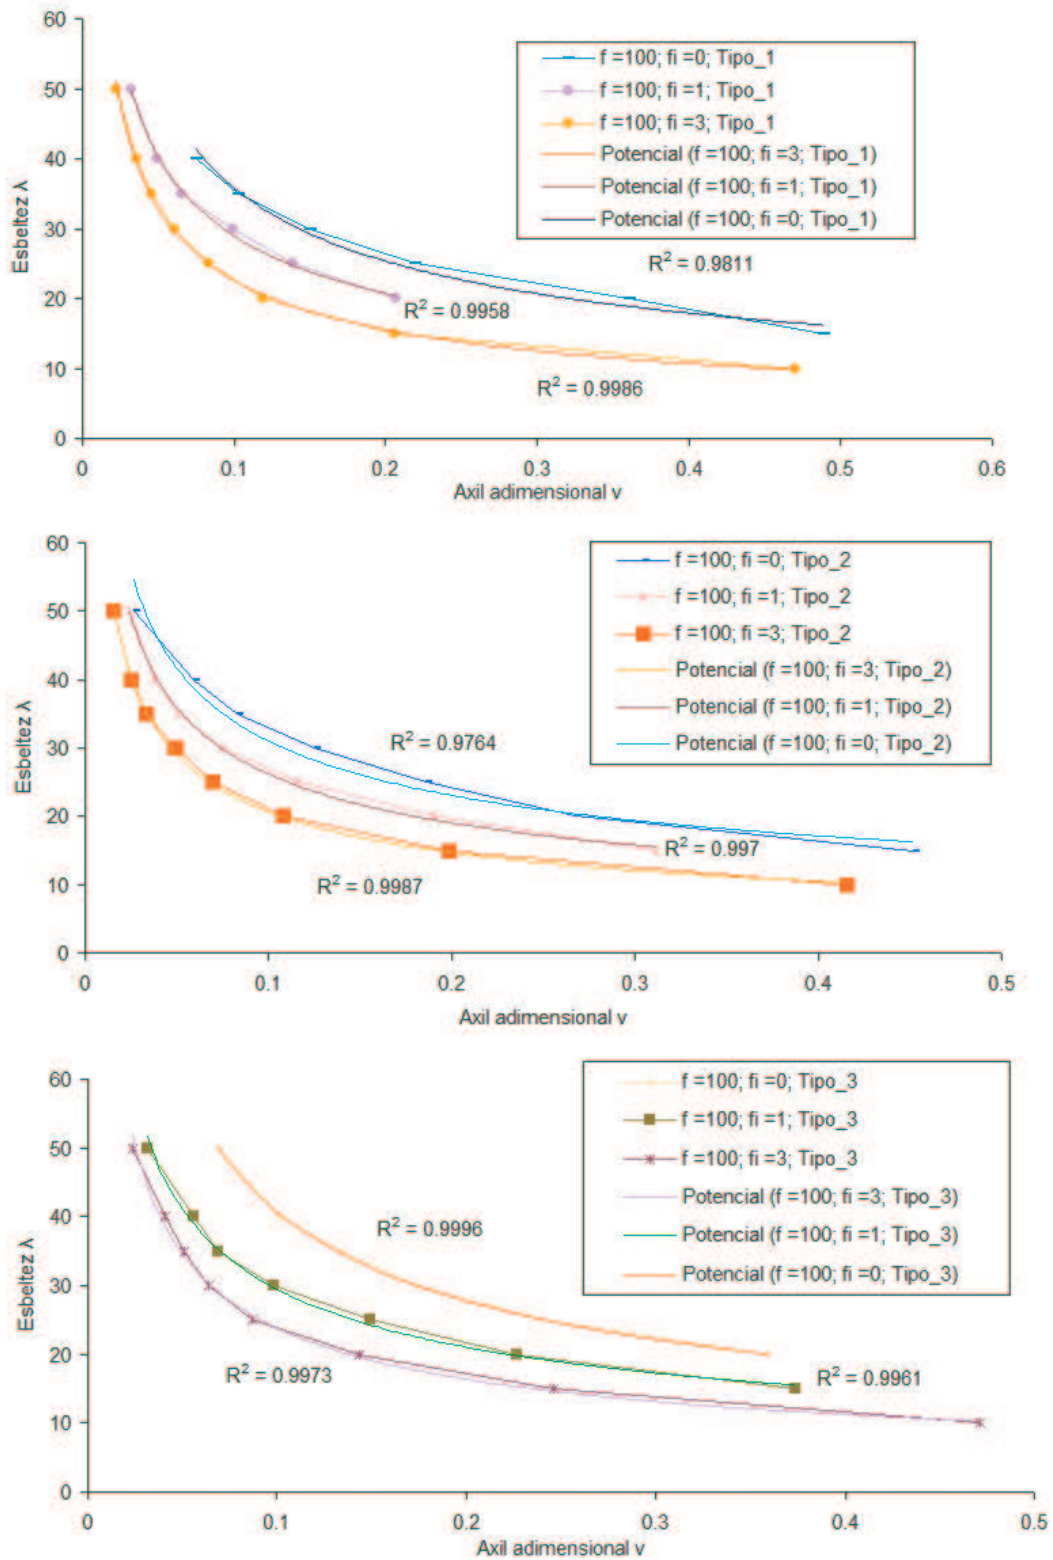 60
50
40
30
20
10
0
Esbeltez λ
f =100; fi =0; Tipo_1
f =100; fi =1; Tipo_1
f =100; fi =3; Tipo_1
Potencial (f =100; fi =3; Tipo_1)
Potencial (f =100; fi =1; Tipo_1)
Potencial (f =100; fi =0; Tipo_1)
R² = 0.9811
R² = 0.9958
R² = 0.9986
0 0.1 0.2 0.3 0.4 0.5 0.6
Axil adimensional ν
60
50
40
30
20
10
0
Esbeltez λ
f =100; fi =0; Tipo_2
f =100; fi =1; Tipo_2
f =100; fi =3; Tipo_2
Potencial (f =100; fi =3; Tipo_2)
Potencial (f =100; fi =1; Tipo_2)
Potencial (f =100; fi =0; Tipo_2)
R² = 0.9764
R² = 0.997
R² = 0.9987
0 0.1 0.2 0.3 0.4 0.5
Axil adimensional ν
60
50
40
30
20
10
0
Esbeltez λ
f =100; fi =0; Tipo_3
f =100; fi =1; Tipo_3
f =100; fi =3; Tipo_3
Potencial (f =100; fi =3; Tipo_3)
Potencial (f =100; fi =1; Tipo_3)
Potencial (f =100; fi =0; Tipo_3)
R² = 0.9996
R² = 0.9973
R² = 0.9961
0 0.1 0.2 0.3 0.4 0.5
Axil adimensional ν